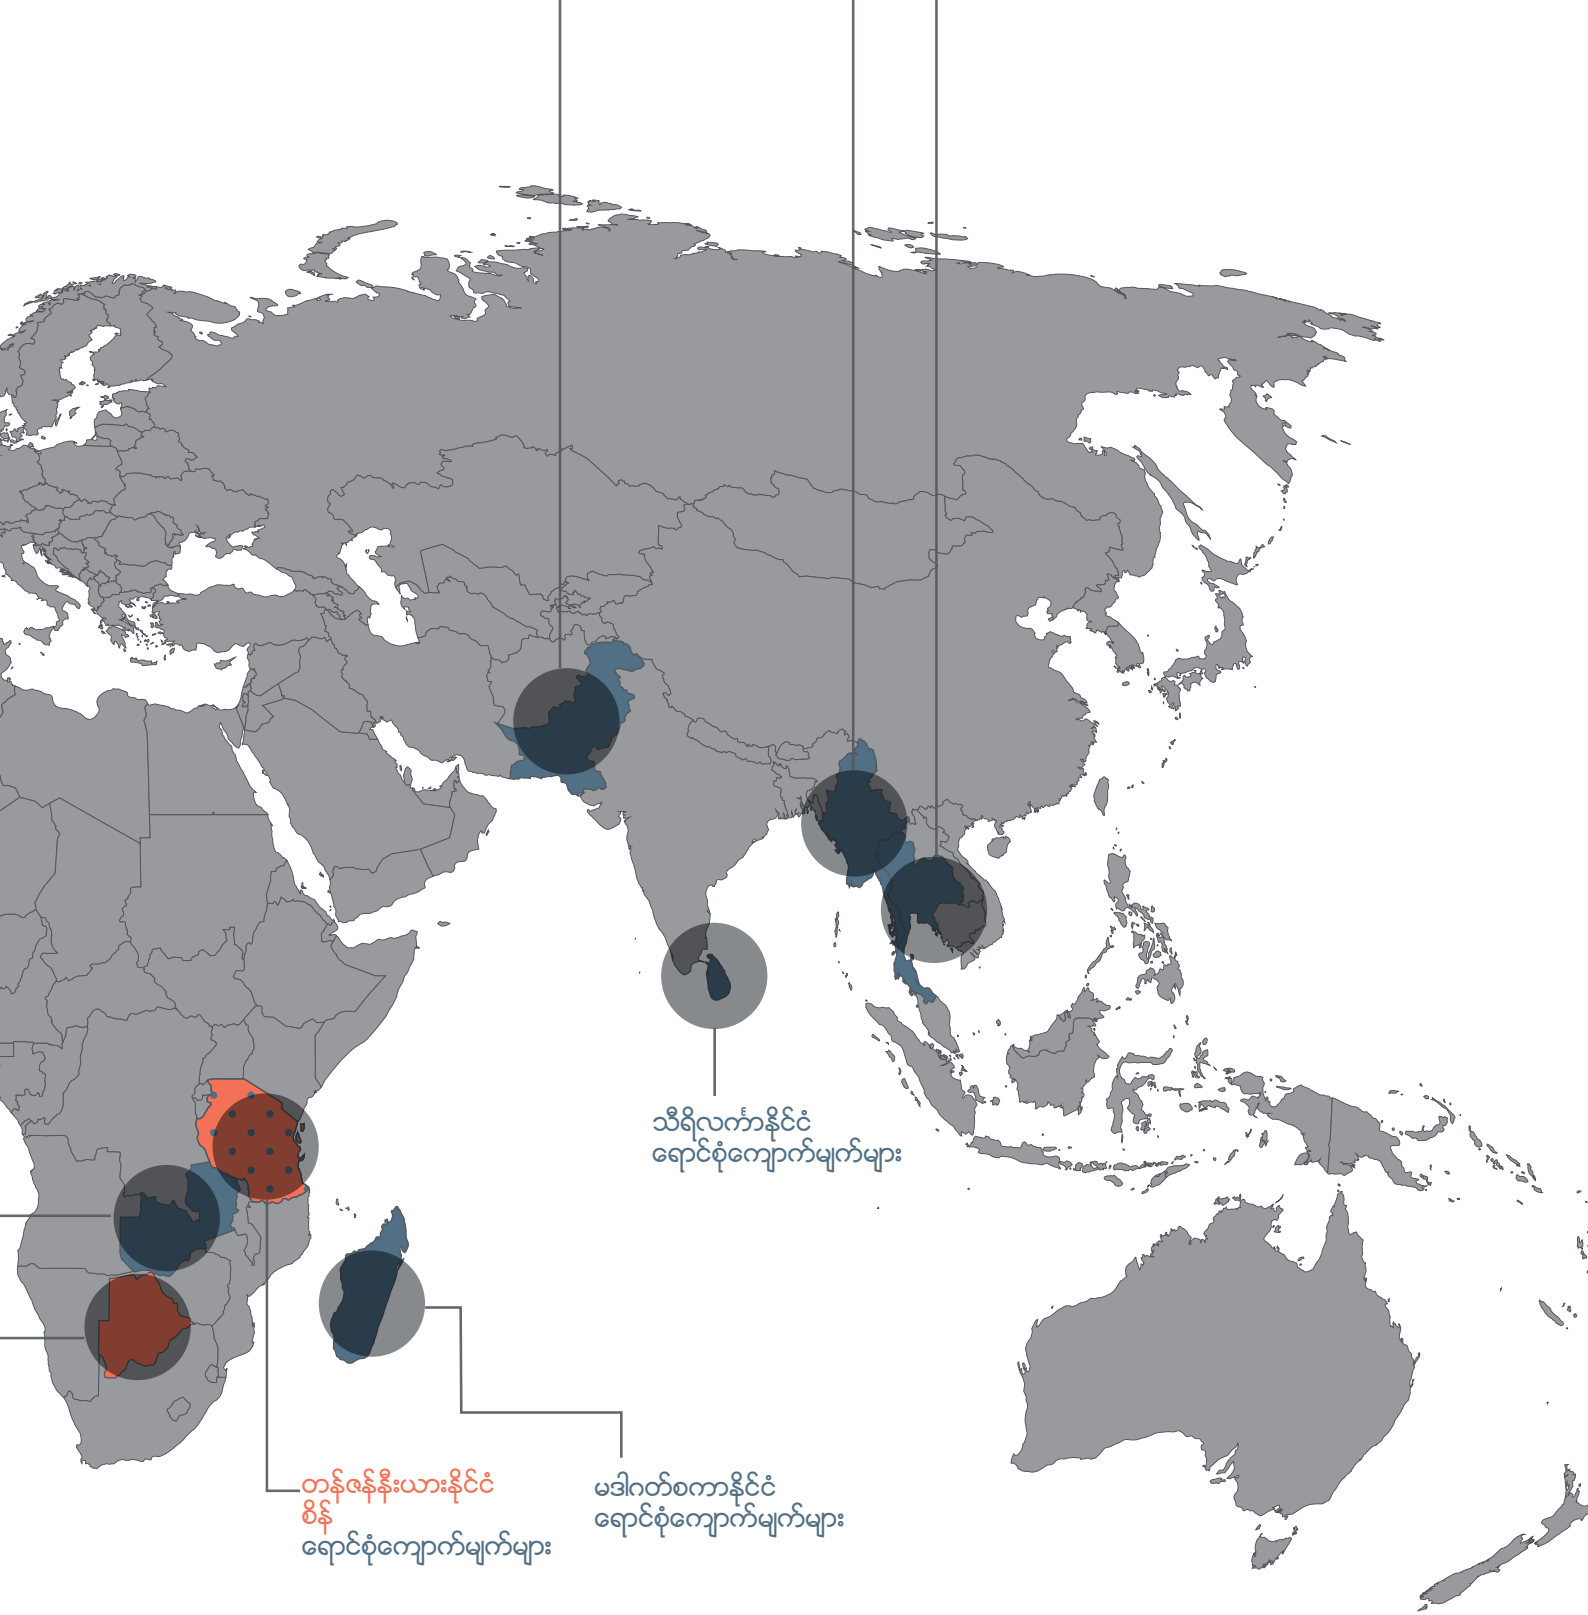 သီရိလင်္ကာနိုင်ငံ
ရောင်စုံကျောက်မျက်များ
တန်ဇန်နီးယားနိုင်ငံ
စိန်
ရောင်စုံကျောက်မျက်များ
မဒါဂတ်စကာနိုင်ငံ
ရောင်စုံကျောက်မျက်များ